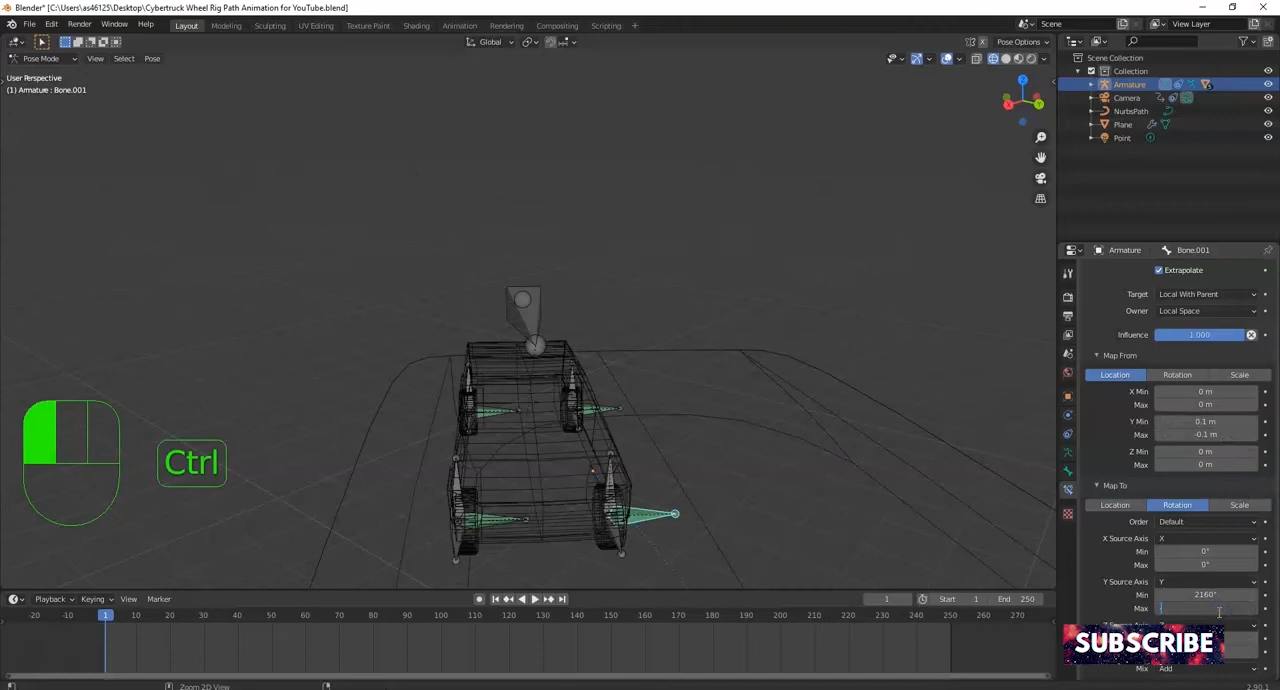 Blender* [C:\Users\as46125\Desktop\Cybertruck Wheel Rig Path Animation for YouTube.blend]
File Edit Render Window Help Layout Modeling Sculpting UV Editing Texture Paint Shading Animation Rendering Compositing Scripting + Scene View Layer
Global Pose Options
Pose Mode View Select Pose
User Perspective
(1) Armature : Bone.001
Scene Collection
Collection
Armature
Camera
NurbsPath
Plane
Point
Z
X
Y
Armature Bone.001
Extrapolate
Target Local With Parent
Owner Local Space
Influence 1.000
Map From
Location Rotation Scale
X Min 0 m
Max 0 m
Y Min 0.1 m
Max -0.1 m
Z Min 0 m
Max 0 m
Map To
Location Rotation Scale
Order Default
X Source Axis X
Min 0°
Max 0°
Y Source Axis Y
Min 2160°
Max
Ctrl
SUBSCRIBE
Mix Add
Playback Keying View Marker 1 Start 1 End 250
-20 -10 1 10 20 30 40 50 60 70 80 90 100 110 120 130 140 150 160 170 180 190 200 210 220 230 240 250 260 270
Zoom 2D View 2.90.1